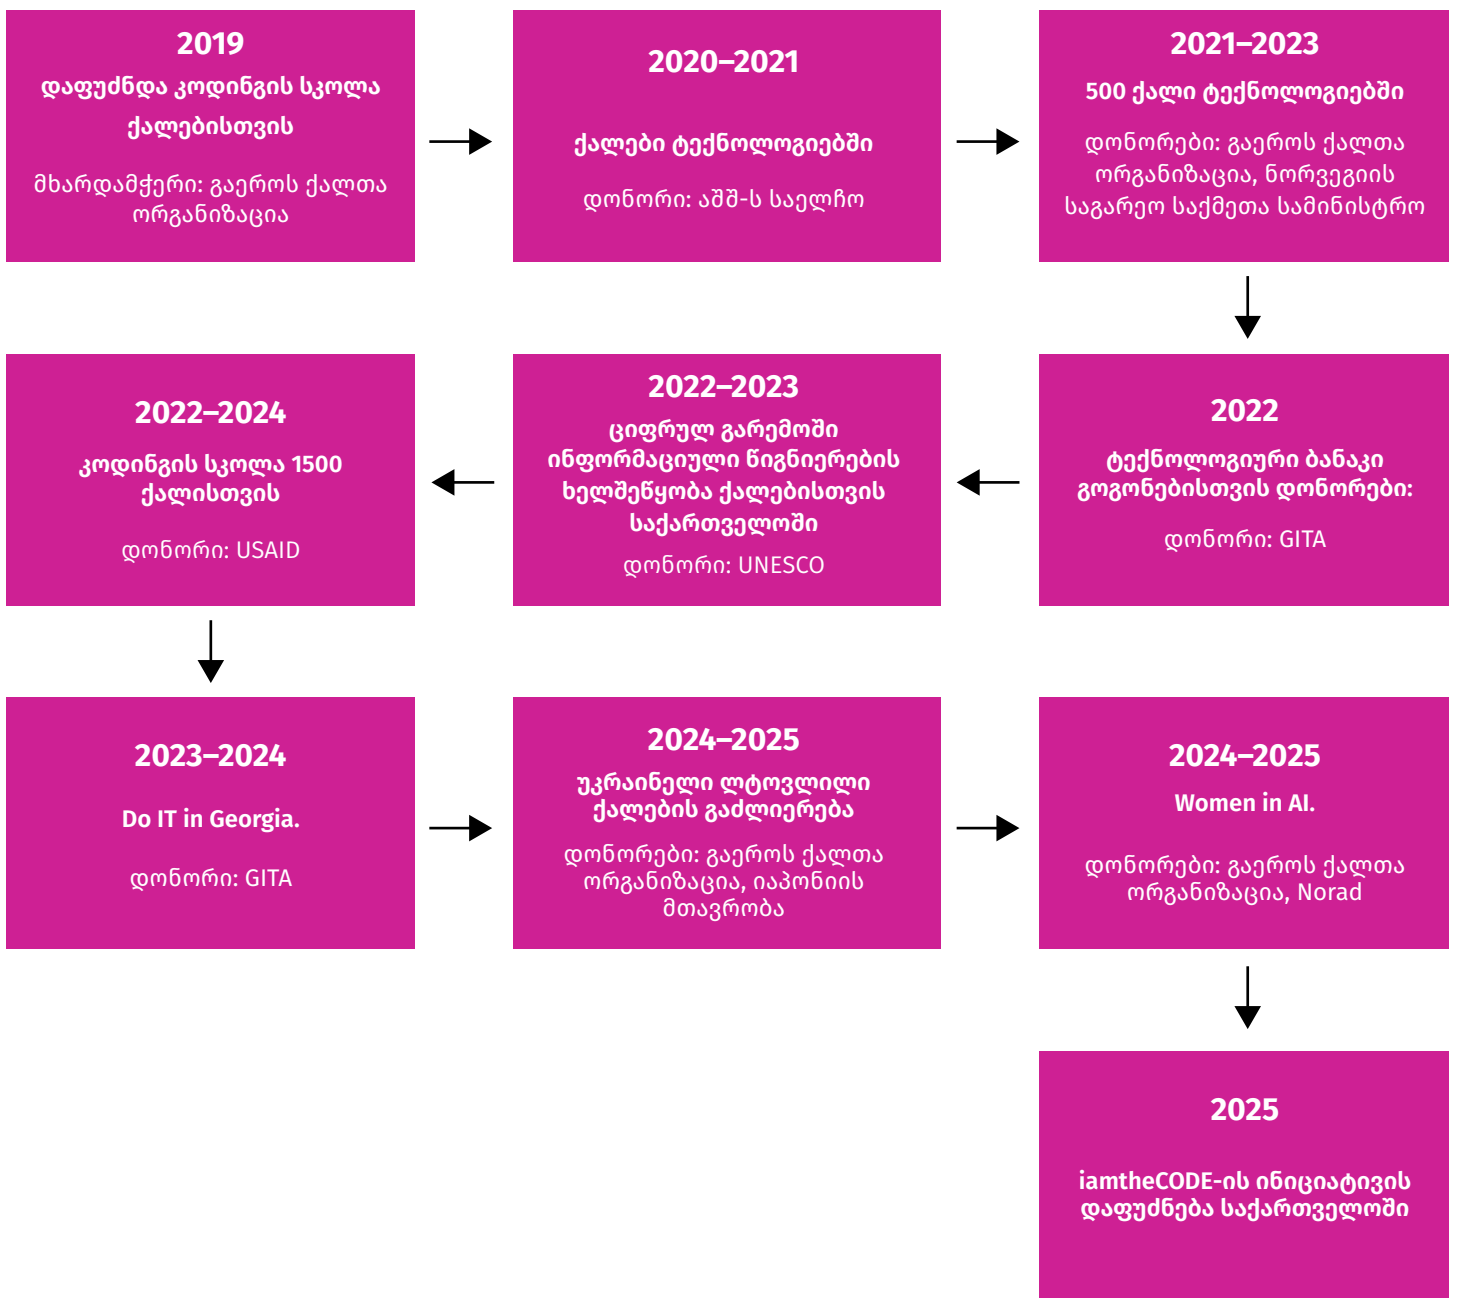 2019
დაფუძნდა კოდინგის სკოლა
ქალებისთვის
მხარდამჭერი: გაეროს ქალთა
ორგანიზაცია
2020–2021
ქალები ტექნოლოგიებში
დონორი: აშშ-ს საელჩო
2021–2023
500 ქალი ტექნოლოგიებში
დონორები: გაეროს ქალთა
ორგანიზაცია, ნორვეგიის
საგარეო საქმეთა სამინისტრო
2022
ტექნოლოგიური ბანაკი
გოგონებისთვის დონორები:
დონორი: GITA
2022–2023
ციფრულ გარემოში
ინფორმაციული წიგნიერების
ხელშეწყობა ქალებისთვის
საქართველოში
დონორი: UNESCO
2022–2024
კოდინგის სკოლა 1500
ქალისთვის
დონორი: USAID
2023–2024
Do IT in Georgia.
დონორი: GITA
2024–2025
უკრაინელი ლტოვლილი
ქალების გაძლიერება
დონორები: გაეროს ქალთა
ორგანიზაცია, იაპონიის
მთავრობა
2024–2025
Women in AI.
დონორები: გაეროს ქალთა
ორგანიზაცია, Norad
2025
iamtheCODE-ის ინიციატივის
დაფუძნება საქართველოში